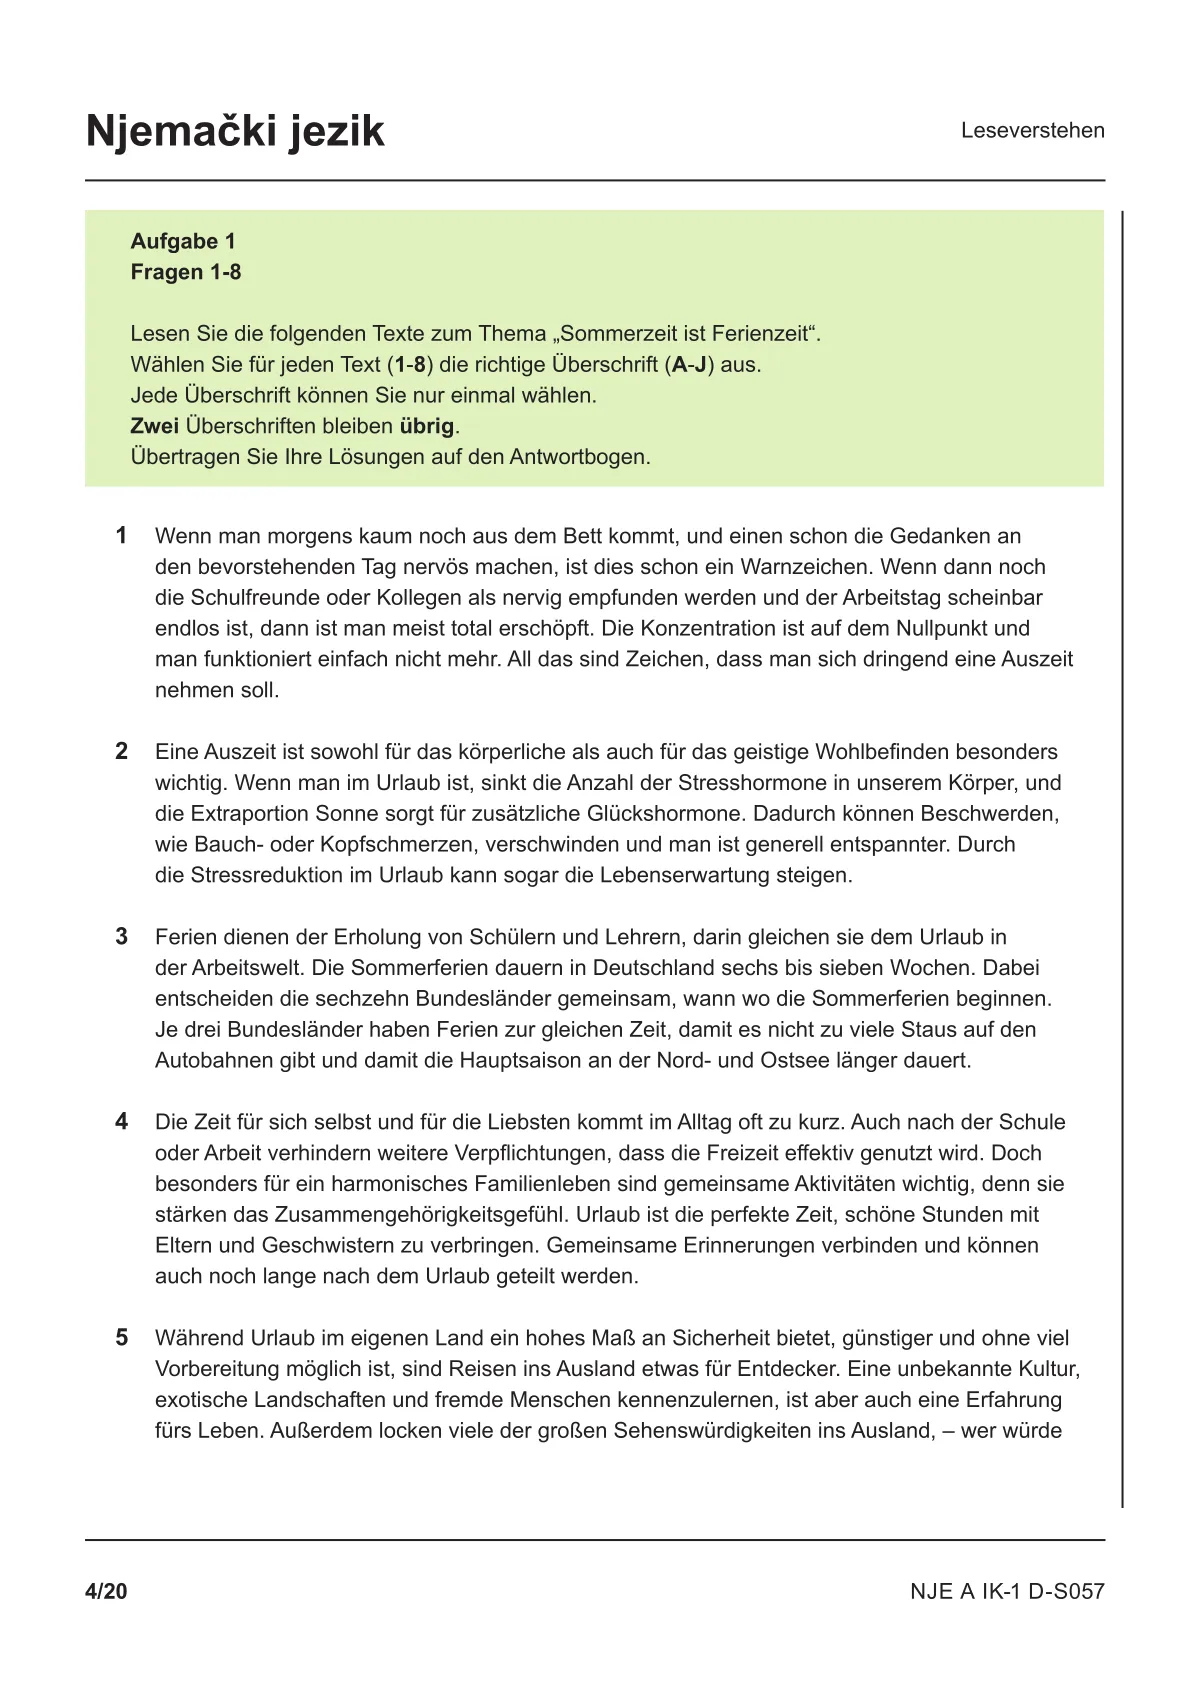 Njemački jezik
Leseverstehen
Aufgabe 1
Fragen 1-8
Lesen Sie die folgenden Texte zum Thema „Sommerzeit ist Ferienzeit“.
Wählen Sie für jeden Text (1-8) die richtige Überschrift (A-J) aus.
Jede Überschrift können Sie nur einmal wählen.
Zwei Überschriften bleiben übrig.
Übertragen Sie Ihre Lösungen auf den Antwortbogen.
1 Wenn man morgens kaum noch aus dem Bett kommt, und einen schon die Gedanken an
den bevorstehenden Tag nervös machen, ist dies schon ein Warnzeichen. Wenn dann noch
die Schulfreunde oder Kollegen als nervig empfunden werden und der Arbeitstag scheinbar
endlos ist, dann ist man meist total erschöpft. Die Konzentration ist auf dem Nullpunkt und
man funktioniert einfach nicht mehr. All das sind Zeichen, dass man sich dringend eine Auszeit
nehmen soll.
2 Eine Auszeit ist sowohl für das körperliche als auch für das geistige Wohlbefinden besonders
wichtig. Wenn man im Urlaub ist, sinkt die Anzahl der Stresshormone in unserem Körper, und
die Extraportion Sonne sorgt für zusätzliche Glückshormone. Dadurch können Beschwerden,
wie Bauch- oder Kopfschmerzen, verschwinden und man ist generell entspannter. Durch
die Stressreduktion im Urlaub kann sogar die Lebenserwartung steigen.
3 Ferien dienen der Erholung von Schülern und Lehrern, darin gleichen sie dem Urlaub in
der Arbeitswelt. Die Sommerferien dauern in Deutschland sechs bis sieben Wochen. Dabei
entscheiden die sechzehn Bundesländer gemeinsam, wann wo die Sommerferien beginnen.
Je drei Bundesländer haben Ferien zur gleichen Zeit, damit es nicht zu viele Staus auf den
Autobahnen gibt und damit die Hauptsaison an der Nord- und Ostsee länger dauert.
4 Die Zeit für sich selbst und für die Liebsten kommt im Alltag oft zu kurz. Auch nach der Schule
oder Arbeit verhindern weitere Verpflichtungen, dass die Freizeit effektiv genutzt wird. Doch
besonders für ein harmonisches Familienleben sind gemeinsame Aktivitäten wichtig, denn sie
stärken das Zusammengehörigkeitsgefühl. Urlaub ist die perfekte Zeit, schöne Stunden mit
Eltern und Geschwistern zu verbringen. Gemeinsame Erinnerungen verbinden und können
auch noch lange nach dem Urlaub geteilt werden.
5 Während Urlaub im eigenen Land ein hohes Maß an Sicherheit bietet, günstiger und ohne viel
Vorbereitung möglich ist, sind Reisen ins Ausland etwas für Entdecker. Eine unbekannte Kultur,
exotische Landschaften und fremde Menschen kennenzulernen, ist aber auch eine Erfahrung
fürs Leben. Außerdem locken viele der großen Sehenswürdigkeiten ins Ausland, – wer würde
4/20
NJE A IK-1 D-S057